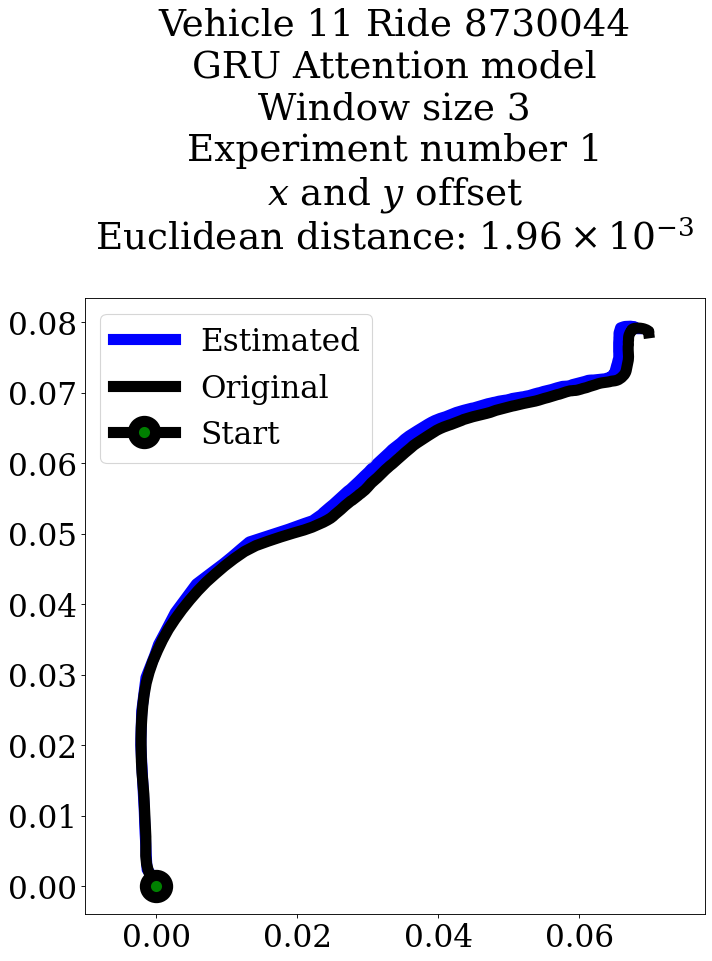 Vehicle 11 Ride 8730044
GRU Attention model
Window size 3
Experiment number 1
x and y offset
Euclidean distance: 1.96 × 10⁻³
Estimated
Original
Start
0.08
0.07
0.06
0.05
0.04
0.03
0.02
0.01
0.00
0.00 0.02 0.04 0.06